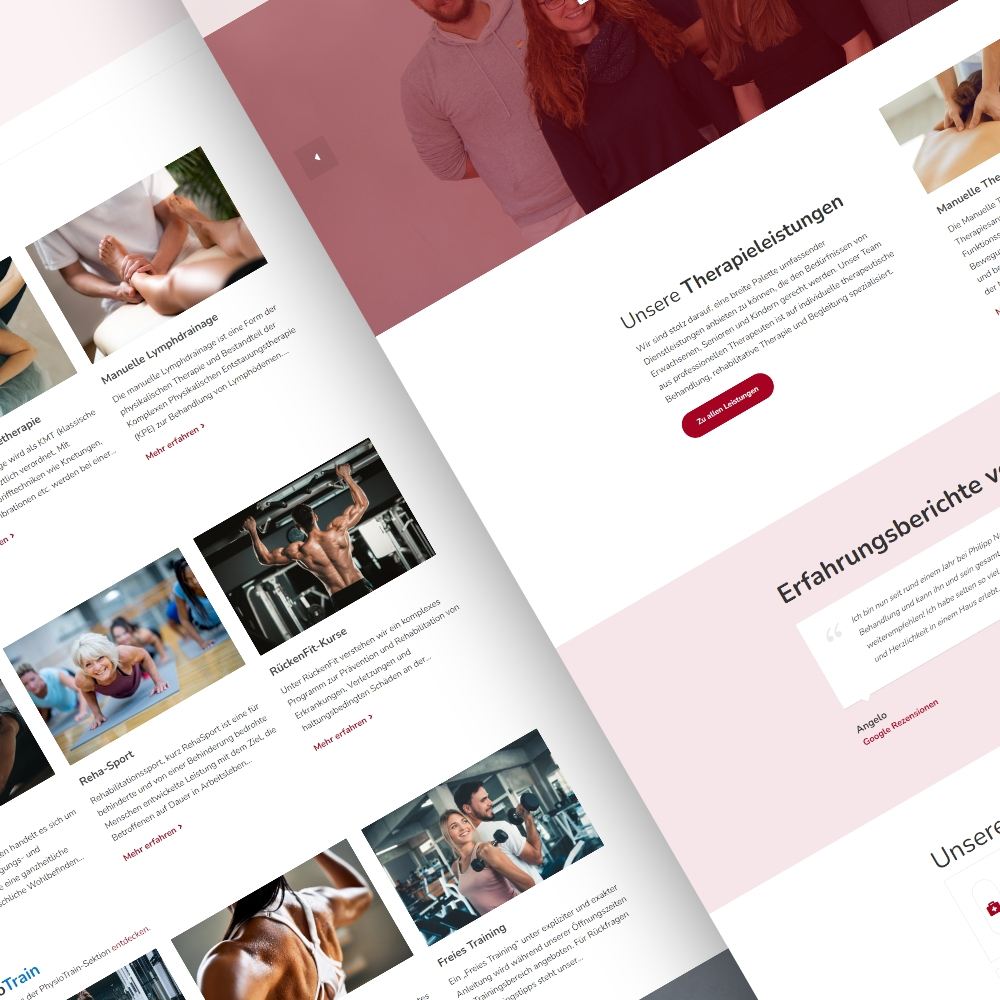 etherapie
ge wird als KMT (klassische
ztlich verordnet. Mit
Grifftechniken wie Knetungen,
ibrationen etc. werden bei einer...
Manuelle Lymphdrainage
Die manuelle Lymphdrainage ist eine Form der
physikalischen Therapie und Bestandteil der
Komplexen Physikalischen Entstauungstherapie
(KPE) zur Behandlung von Lymphödemen....
Mehr erfahren
Reha-Sport
Rehabilitationssport, kurz RehaSport ist eine für
behinderte und von einer Behinderung bedrohte
Menschen entwickelte Leistung mit dem Ziel, die
Betroffenen auf Dauer in Arbeitsleben...
Mehr erfahren
RückenFit-Kurse
Unter RückenFit verstehen wir ein komplexes
Programm zur Prävention und Rehabilitation von
Erkrankungen, Verletzungen und
haltungsbedingten Schäden an der...
Mehr erfahren
en handelt es sich um
gungs- und
e eine ganzheitliche
schliche Wohlbefinden...
oTrain
der PhysioTrain-Sektion entdecken.
Freies Training
Ein „Freies Training“ unter expliziter und exakter
Anleitung wird während unserer Öffnungszeiten
Trainingsbereich angeboten. Für Rückfragen
ngstipps steht unser...
Unsere Therapieleistungen
Wir sind stolz darauf, eine breite Palette umfassender
Dienstleistungen anbieten zu können, die den Bedürfnissen von
Erwachsenen, Senioren und Kindern gerecht werden. Unser Team
aus professionellen Therapeuten ist auf individuelle therapeutische
Behandlung, rehabilitative Therapie und Begleitung spezialisiert.
Zu allen Leistungen
Manuelle The
Die Manuelle T
Therapiesan
Funktionss
Bewegu
und be
der
Erfahrungsberichte v
Ich bin nun seit rund einem Jahr bei Philipp N
Behandlung und kann ihn und sein gesamt
weiterempfehlen! Ich habe selten so viel
und Herzlichkeit in einem Haus erlebt.
Angelo
Google Rezensionen
Unsere